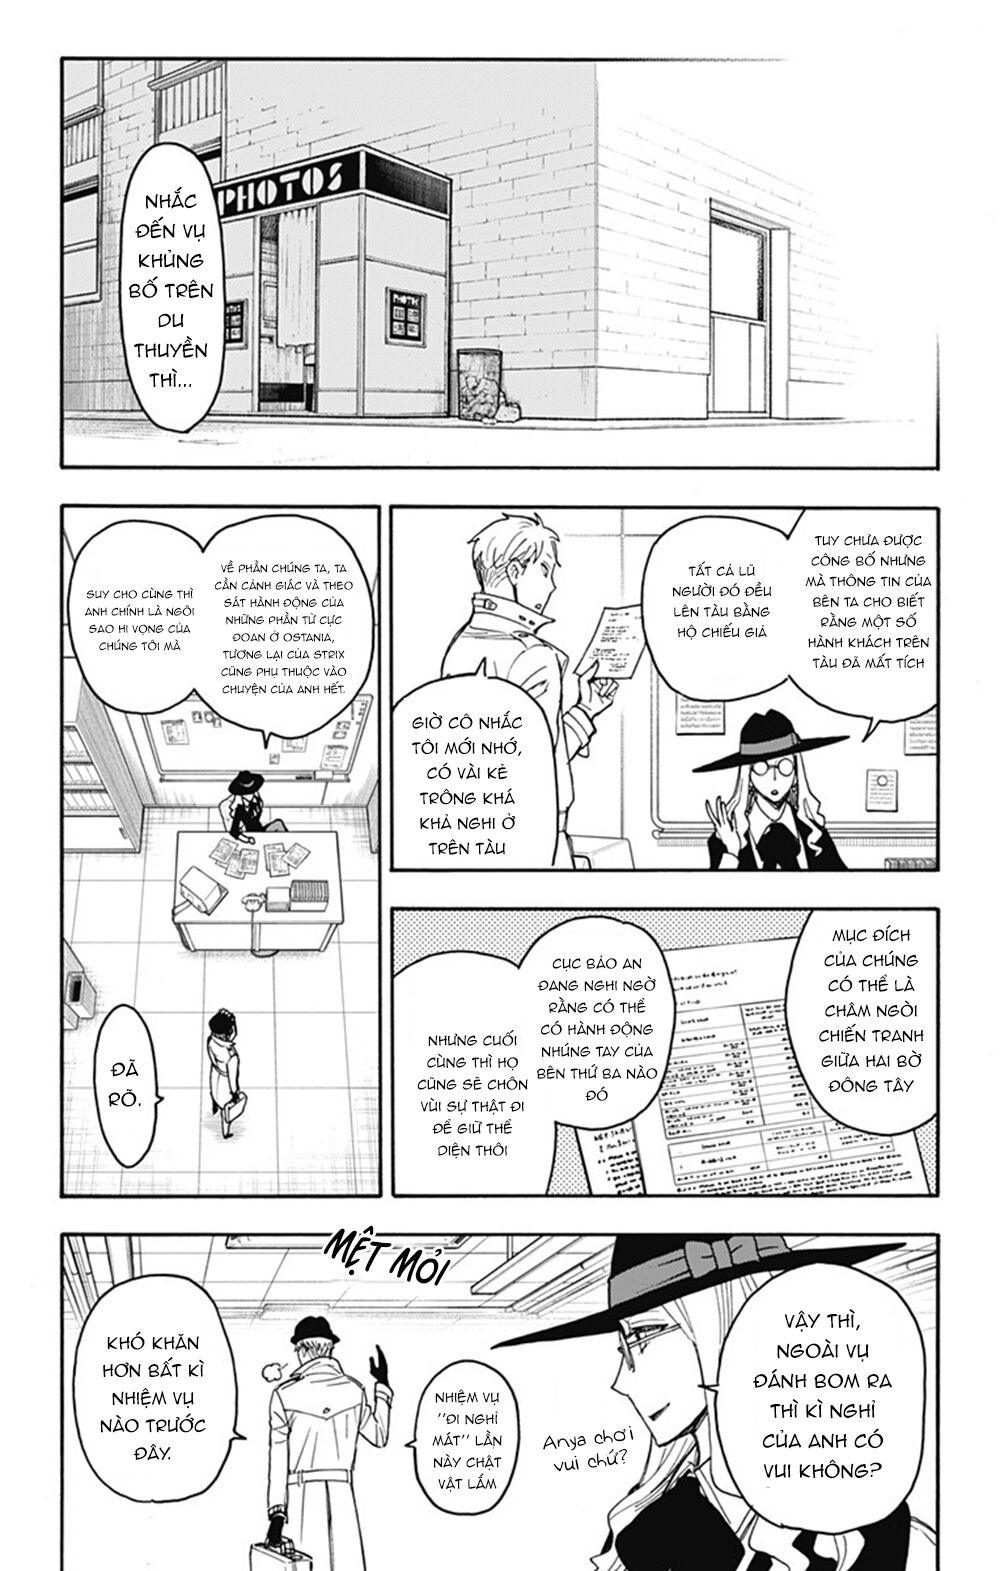 NHẮC
ĐẾN VỤ
KHỦNG
BỐ TRÊN
DU
THUYỀN
THÌ...
PHOTOS
TUY CHƯA ĐƯỢC
CÔNG BỐ NHƯNG
MÀ THÔNG TIN CỦA
BÊN TA CHO BIẾT
RẰNG MỘT SỐ
HÀNH KHÁCH TRÊN
TÀU ĐÃ MẤT TÍCH
TẤT CẢ LŨ
NGƯỜI ĐÓ ĐỀU
LÊN TÀU BẰNG
HỘ CHIẾU GIẢ
GIỜ CÔ NHẮC
TÔI MỚI NHỚ,
CÓ VÀI KẺ
TRÔNG KHÁ
KHẢ NGHI Ở
TRÊN TÀU
MỤC ĐÍCH
CỦA CHÚNG
CÓ THỂ LÀ
CHÂM NGÒI
CHIẾN TRANH
GIỮA HAI BỜ
ĐÔNG TÂY
CỤC BẢO AN
ĐANG NGHI NGỜ
RẰNG CÓ THỂ
CÓ HÀNH ĐỘNG
NHÚNG TAY CỦA
BÊN THỨ BA NÀO
ĐÓ
NHƯNG CUỐI
CÙNG THÌ HỌ
CŨNG SẼ CHÔN
VÙI SỰ THẬT ĐI
ĐỂ GIỮ THỂ
DIỆN THÔI
VỀ PHẦN CHÚNG TA, TA
CẦN CẢNH GIÁC VÀ THEO
SÁT HÀNH ĐỘNG CỦA
NHỮNG PHẦN TỬ CỰC
ĐOAN Ở OSTANIA,
TƯƠNG LAI CỦA STRIX
CŨNG PHỤ THUỘC VÀO
CHUYỆN CỦA ANH HẾT.
SUY CHO CÙNG THÌ
ANH CHÍNH LÀ NGÔI
SAO HI VỌNG CỦA
CHÚNG TÔI MÀ
ĐÃ
RÕ.
VẬY THÌ,
NGOÀI VỤ
ĐÁNH BOM RA
THÌ KÌ NGHỈ
CỦA ANH CÓ
VUI KHÔNG?
Anya chơi
vui chứ?
MỆT MỎI
NHIỆM VỤ
"ĐI NGHỈ
MÁT" LẦN
NÀY CHẬT
VẬT LẮM
KHÓ KHĂN
HƠN BẤT KÌ
NHIỆM VỤ
NÀO TRƯỚC
ĐÂY.